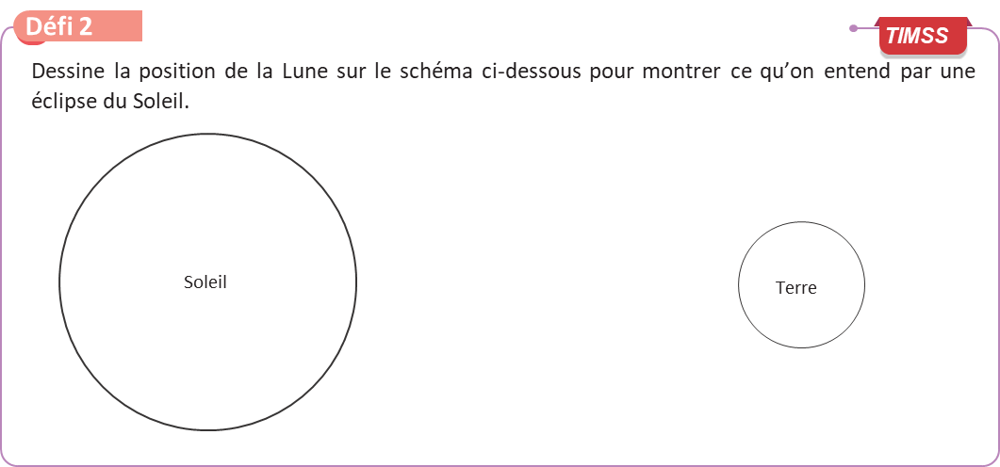 Défi 2
TIMSS
Dessine la position de la Lune sur le schéma ci-dessous pour montrer ce qu’on entend par une
éclipse du Soleil.
Soleil
Terre